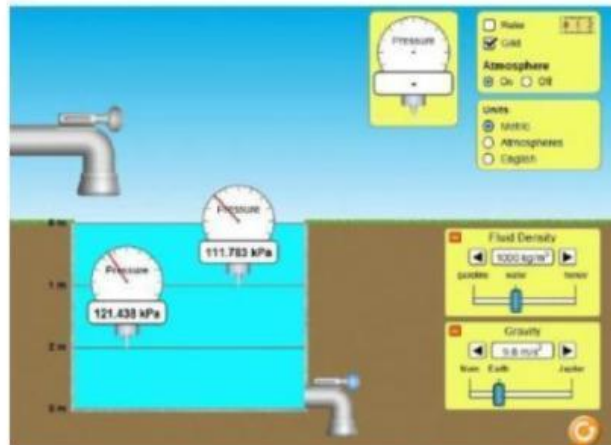 Pressure
-
Ruler
Grid
Atmosphere
On Off
Units
Metric
Atmospheres
English
Pressure
111.783 kPa
Pressure
121.438 kPa
0 m
1 m
2 m
3 m
Fluid Density
1000 kg/m³
gasoline water honey
Gravity
9.8 m/s²
Mars Earth Jupiter